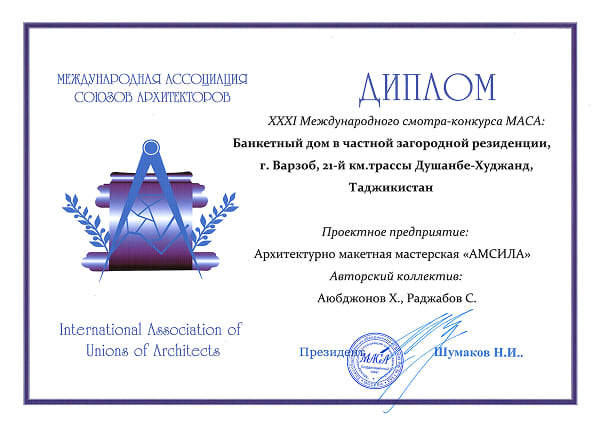 МЕЖДУНАРОДНАЯ АССОЦИАЦИЯ
СОЮЗОВ АРХИТЕКТОРОВ
International Association of
Unions of Architects
ДИПЛОМ
XXXI Международного смотра-конкурса МАСА:
Банкетный дом в частной загородной резиденции,
г. Варзоб, 21-й км.трассы Душанбе-Худжанд,
Таджикистан
Проектное предприятие:
Архитектурно макетная мастерская «АМСИЛА»
Авторский коллектив:
Аюбджонов Х., Раджабов С.
Президент
Шумаков Н.И..
МАСА